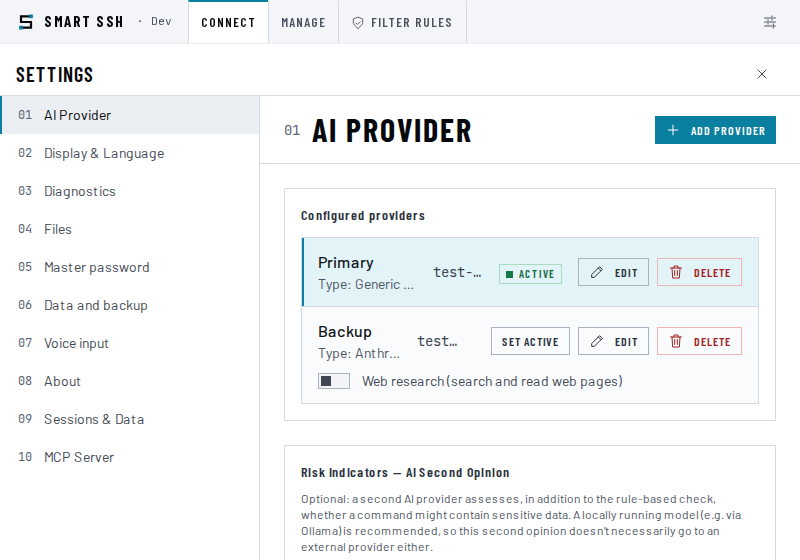 SMART SSH · Dev CONNECT MANAGE FILTER RULES
SETTINGS
01 AI Provider
02 Display & Language
03 Diagnostics
04 Files
05 Master password
06 Data and backup
07 Voice input
08 About
09 Sessions & Data
10 MCP Server
01 AI PROVIDER
ADD PROVIDER
Configured providers
Primary
Type: Generic ...
test-...
ACTIVE
EDIT
DELETE
Backup
Type: Anthr...
test...
SET ACTIVE
EDIT
DELETE
Web research (search and read web pages)
Risk indicators — AI Second Opinion
Optional: a second AI provider assesses, in addition to the rule-based check,
whether a command might contain sensitive data. A locally running model (e.g. via
Ollama) is recommended, so this second opinion doesn't necessarily go to an
external provider either.